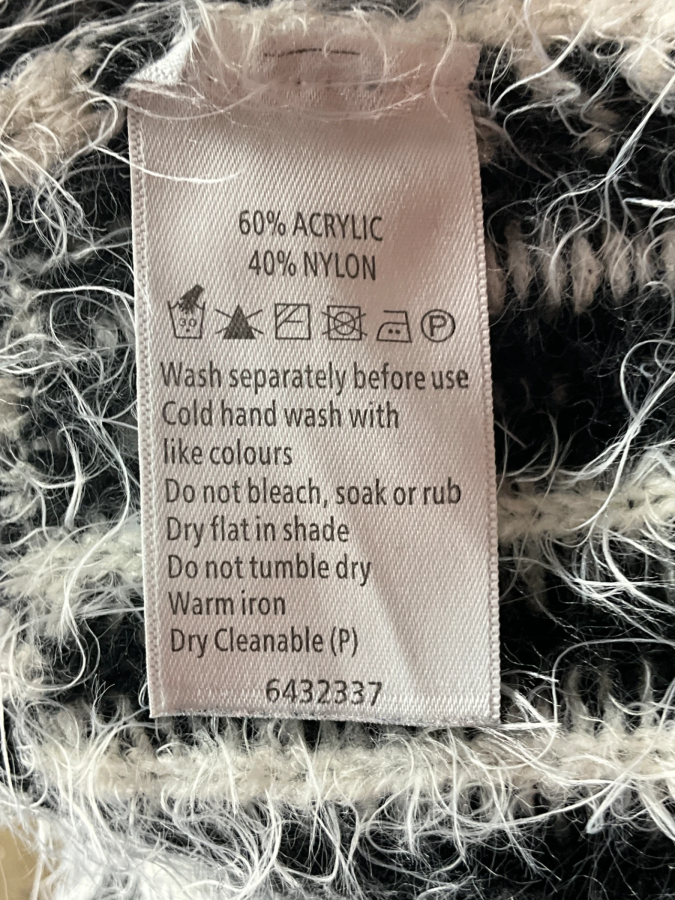 60% ACRYLIC
40% NYLON
30 P
Wash separately before use
Cold hand wash with
like colours
Do not bleach, soak or rub
Dry flat in shade
Do not tumble dry
Warm iron
Dry Cleanable (P)
6432337